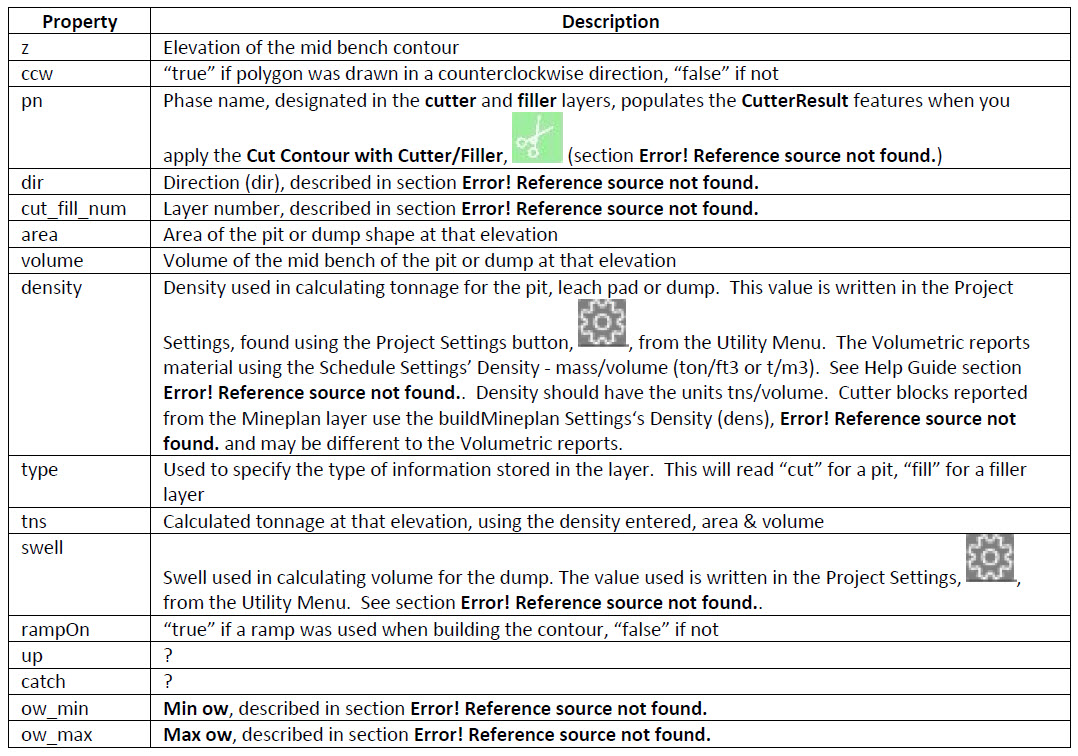 Property Description
z Elevation of the mid bench contour
ccw “true” if polygon was drawn in a counterclockwise direction, “false” if not
pn Phase name, designated in the cutter and filler layers, populates the CutterResult features when you
apply the Cut Contour with Cutter/Filler, (section Error! Reference source not found.)
dir Direction (dir), described in section Error! Reference source not found.
cut_fill_num Layer number, described in section Error! Reference source not found.
area Area of the pit or dump shape at that elevation
volume Volume of the mid bench of the pit or dump at that elevation
density Density used in calculating tonnage for the pit, leach pad or dump. This value is written in the Project
Settings, found using the Project Settings button, , from the Utility Menu. The Volumetric reports
material using the Schedule Settings’ Density - mass/volume (ton/ft3 or t/m3). See Help Guide section
Error! Reference source not found.. Density should have the units tns/volume. Cutter blocks reported
from the Mineplan layer use the buildMineplan Settings‘s Density (dens), Error! Reference source not
found. and may be different to the Volumetric reports.
type Used to specify the type of information stored in the layer. This will read “cut” for a pit, “fill” for a filler
layer
tns Calculated tonnage at that elevation, using the density entered, area & volume
swell
Swell used in calculating volume for the dump. The value used is written in the Project Settings, ,
from the Utility Menu. See section Error! Reference source not found..
rampOn “true” if a ramp was used when building the contour, “false” if not
up ?
catch ?
ow_min Min ow, described in section Error! Reference source not found.
ow_max Max ow, described in section Error! Reference source not found.